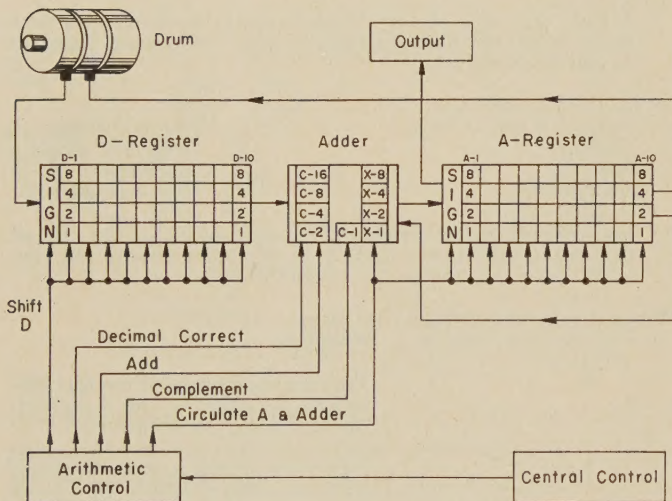 Drum
Output
D-Register
Adder
A-Register
D-1 D-10
A-1 A-10
S 8 8
I 4 4
G 2 2
N 1 1
C-16 X-8
C-8 X-4
C-4 X-2
C-2 C-1 X-1
S 8 8
I 4 4
G 2 2
N 1 1
Shift
D
Decimal Correct
Add
Complement
Circulate A & Adder
Arithmetic
Control
Central Control